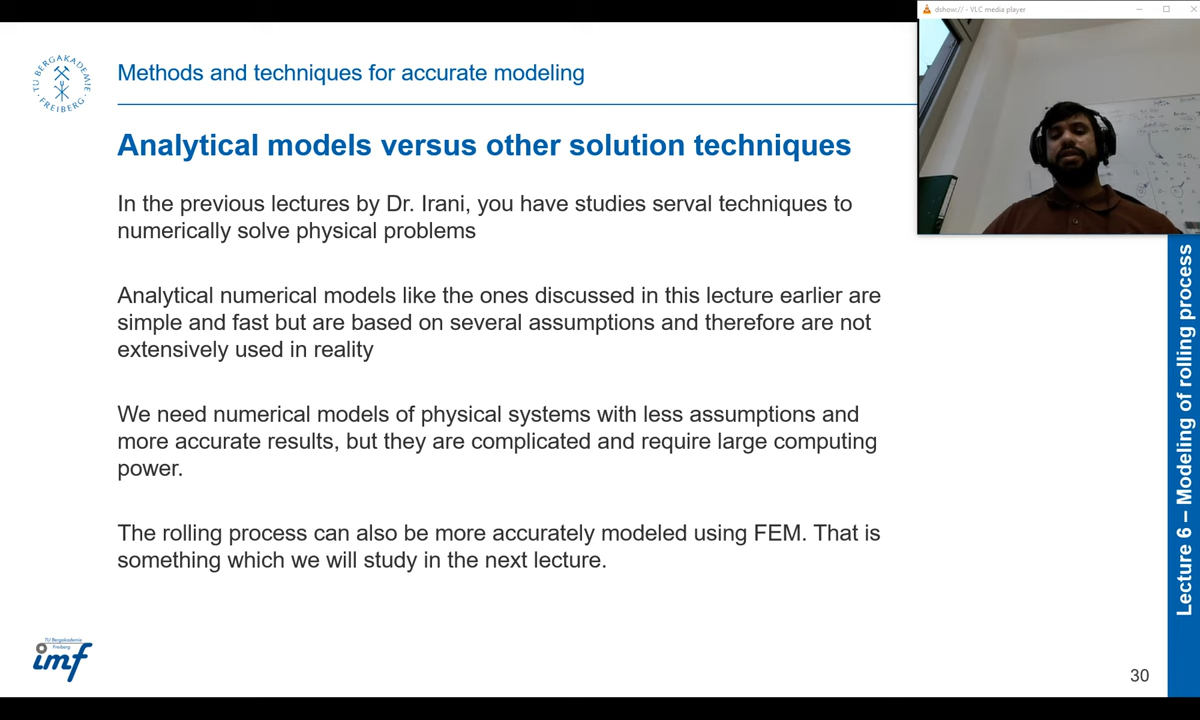 dshow:// - VLC media player
TU BERGAKADEMIE
FREIBERG
Methods and techniques for accurate modeling
Analytical models versus other solution techniques
In the previous lectures by Dr. Irani, you have studies serval techniques to
numerically solve physical problems
Analytical numerical models like the ones discussed in this lecture earlier are
simple and fast but are based on several assumptions and therefore are not
extensively used in reality
We need numerical models of physical systems with less assumptions and
more accurate results, but they are complicated and require large computing
power.
The rolling process can also be more accurately modeled using FEM. That is
something which we will study in the next lecture.
Lecture 6 – Modeling of rolling process
TU Bergakademie
Freiberg
imf
30